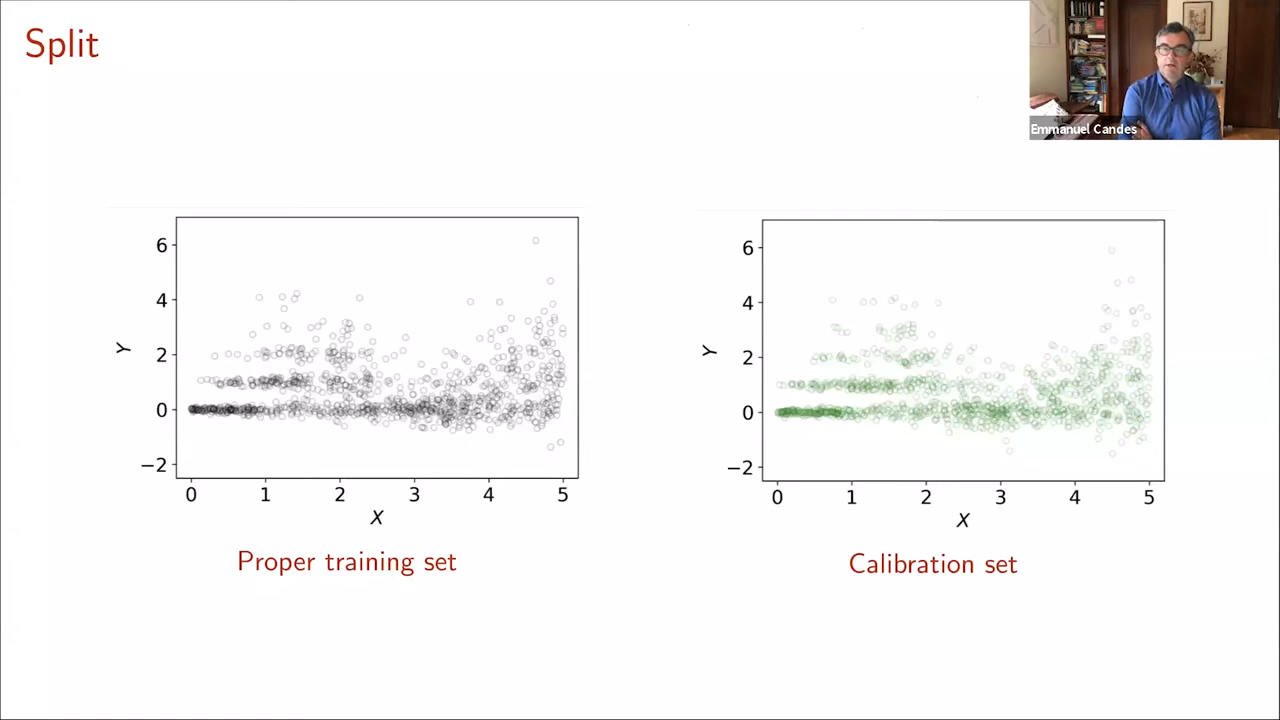 Split
Emmanuel Candes
6
4
2
0
−2
Y
0 1 2 3 4 5
X
Proper training set
6
4
2
0
−2
Y
0 1 2 3 4 5
X
Calibration set